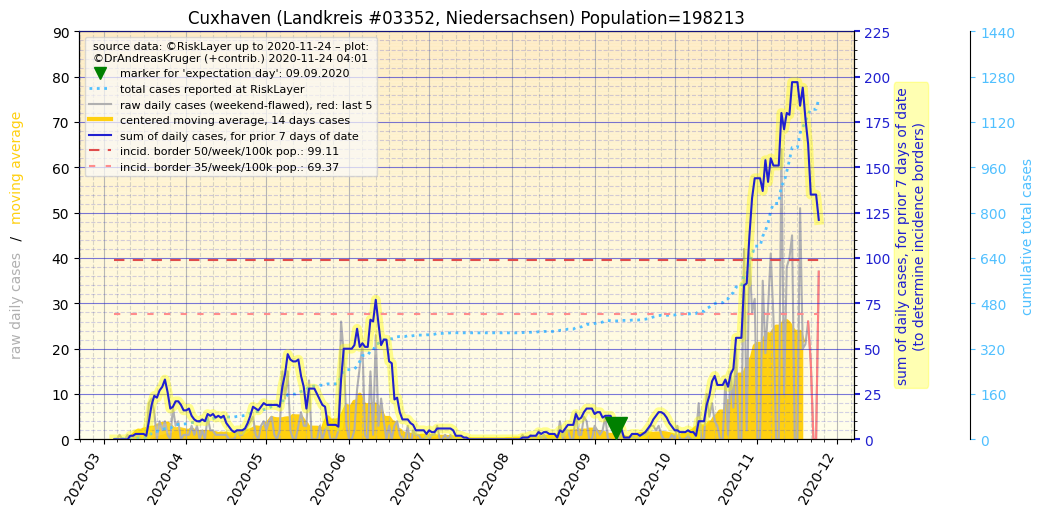 Cuxhaven (Landkreis #03352, Niedersachsen) Population=198213
source data: ©RiskLayer up to 2020-11-24 – plot:
©DrAndreasKruger (+contrib.) 2020-11-24 04:01
marker for 'expectation day': 09.09.2020
total cases reported at RiskLayer
raw daily cases (weekend-flawed), red: last 5
centered moving average, 14 days cases
sum of daily cases, for prior 7 days of date
incid. border 50/week/100k pop.: 99.11
incid. border 35/week/100k pop.: 69.37
raw daily cases / moving average
90
80
70
60
50
40
30
20
10
0
2020-03
2020-04
2020-05
2020-06
2020-07
2020-08
2020-09
2020-10
2020-11
2020-12
225
200
175
150
125
100
75
50
25
0
sum of daily cases, for prior 7 days of date
(to determine incidence borders)
1440
1280
1120
960
800
640
480
320
160
0
cumulative total cases